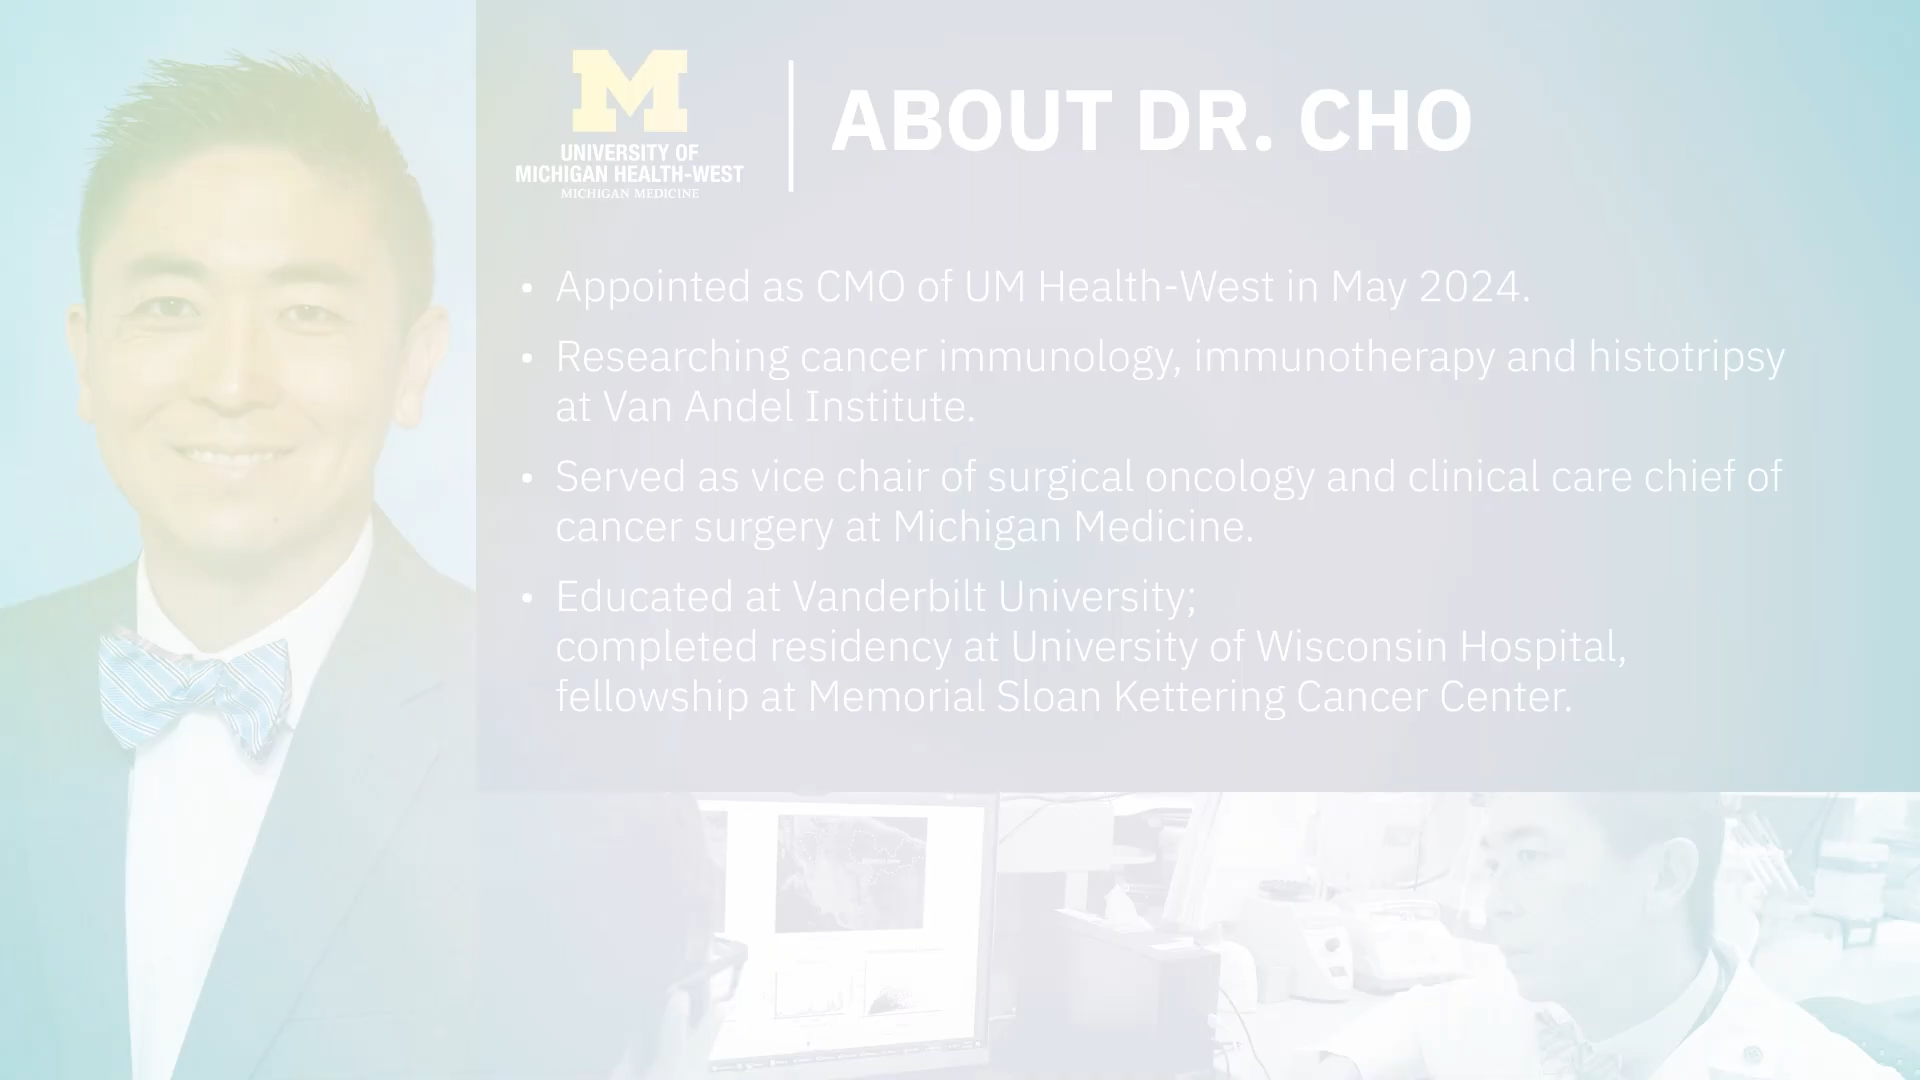 M
UNIVERSITY OF
MICHIGAN HEALTH-WEST
MICHIGAN MEDICINE
ABOUT DR. CHO
• Appointed as CMO of UM Health-West in May 2024.
• Researching cancer immunology, immunotherapy and histotripsy
at Van Andel Institute.
• Served as vice chair of surgical oncology and clinical care chief of
cancer surgery at Michigan Medicine.
• Educated at Vanderbilt University;
completed residency at University of Wisconsin Hospital,
fellowship at Memorial Sloan Kettering Cancer Center.